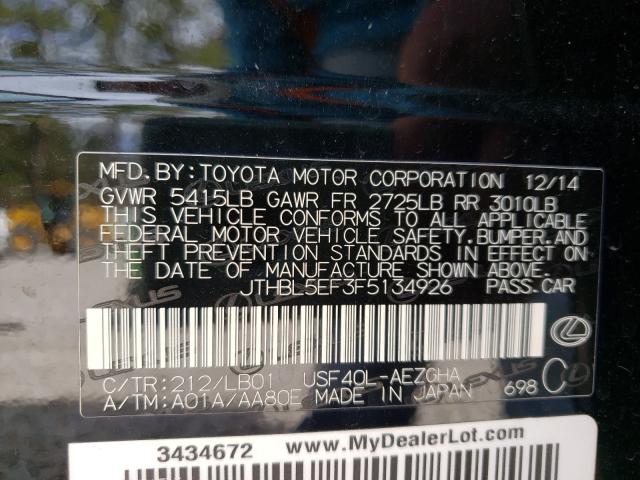 MFD.BY:TOYOTA MOTOR CORPORATION 12/14
GVWR 5415LB GAWR FR 2725LB RR 3010LB
THIS VEHICLE CONFORMS TO ALL APPLICABLE
FEDERAL MOTOR VEHICLE SAFETY.BUMPER.AND
THEFT PREVENTION STANDARDS IN EFFECT ON
THE DATE OF MANUFACTURE SHOWN ABOVE.
JTHBL5EF3F5134926 PASS.CAR
C/TR:212/LB01 USF40L-AEZGHA
A/TM:A01A/AA80E MADE IN JAPAN 698
3434672 www.MyDealerLot.com